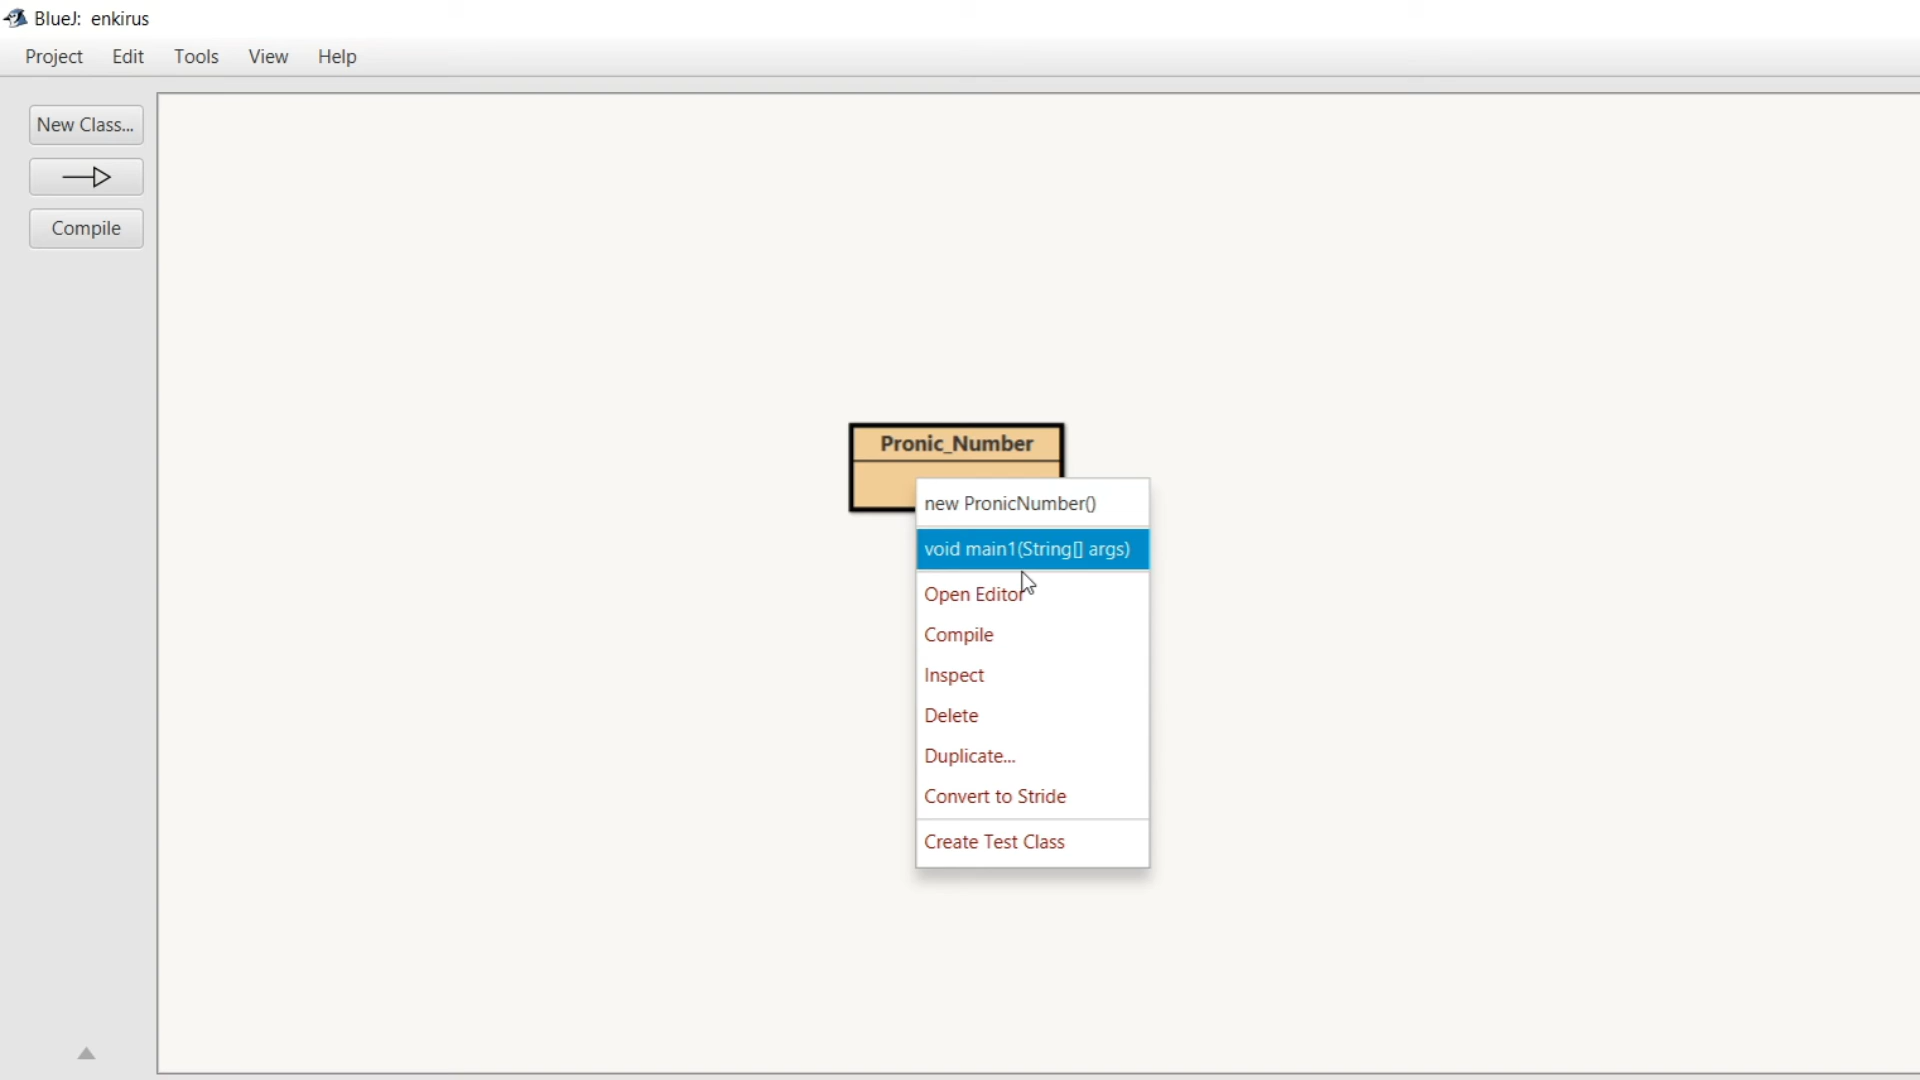 BlueJ: enkirus
Project Edit Tools View Help
New Class...
Compile
Pronic_Number
new PronicNumber()
void main1(String[] args)
Open Editor
Compile
Inspect
Delete
Duplicate...
Convert to Stride
Create Test Class